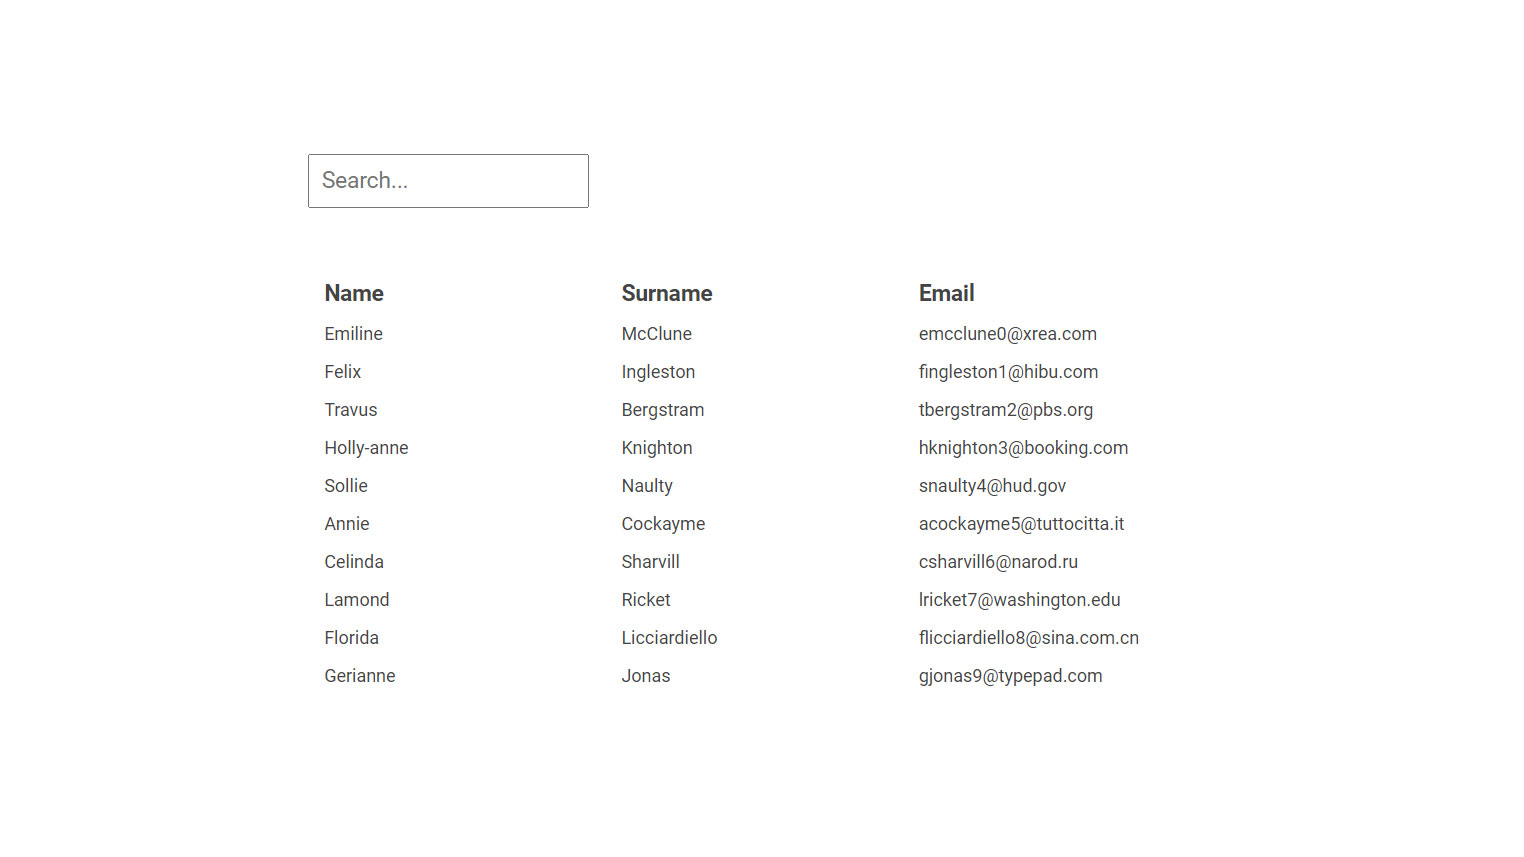 Search...
Name Surname Email
Emiline McClune emcclune0@xrea.com
Felix Ingleston fingleston1@hibu.com
Travus Bergstram tbergstram2@pbs.org
Holly-anne Knighton hknighton3@booking.com
Sollie Naulty snaulty4@hud.gov
Annie Cockayme acockayme5@tuttocitta.it
Celinda Sharvill csharvill6@narod.ru
Lamond Ricket lricket7@washington.edu
Florida Licciardiello flicciardiello8@sina.com.cn
Gerianne Jonas gjonas9@typepad.com